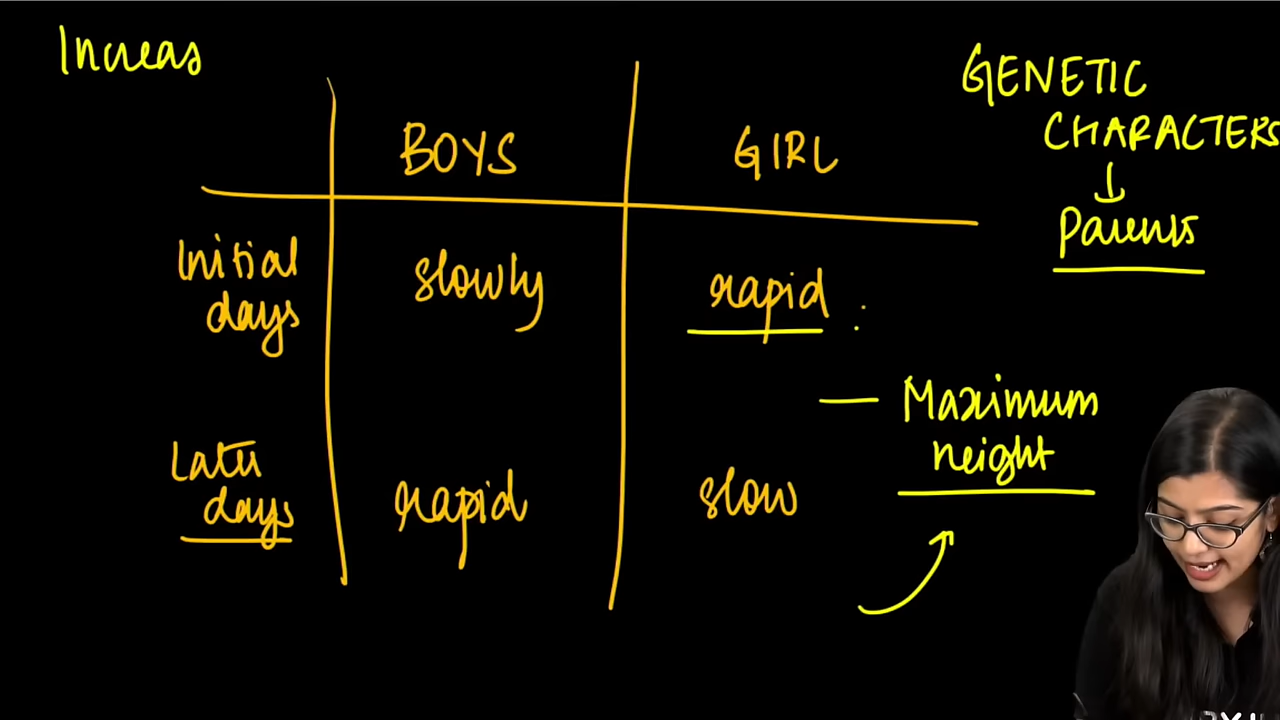 Increas
GENETIC
CHARACTERS
↓
Parents
BOYS GIRL
Initial
days
slowly rapid :
— Maximum
height
Later
days
rapid slow